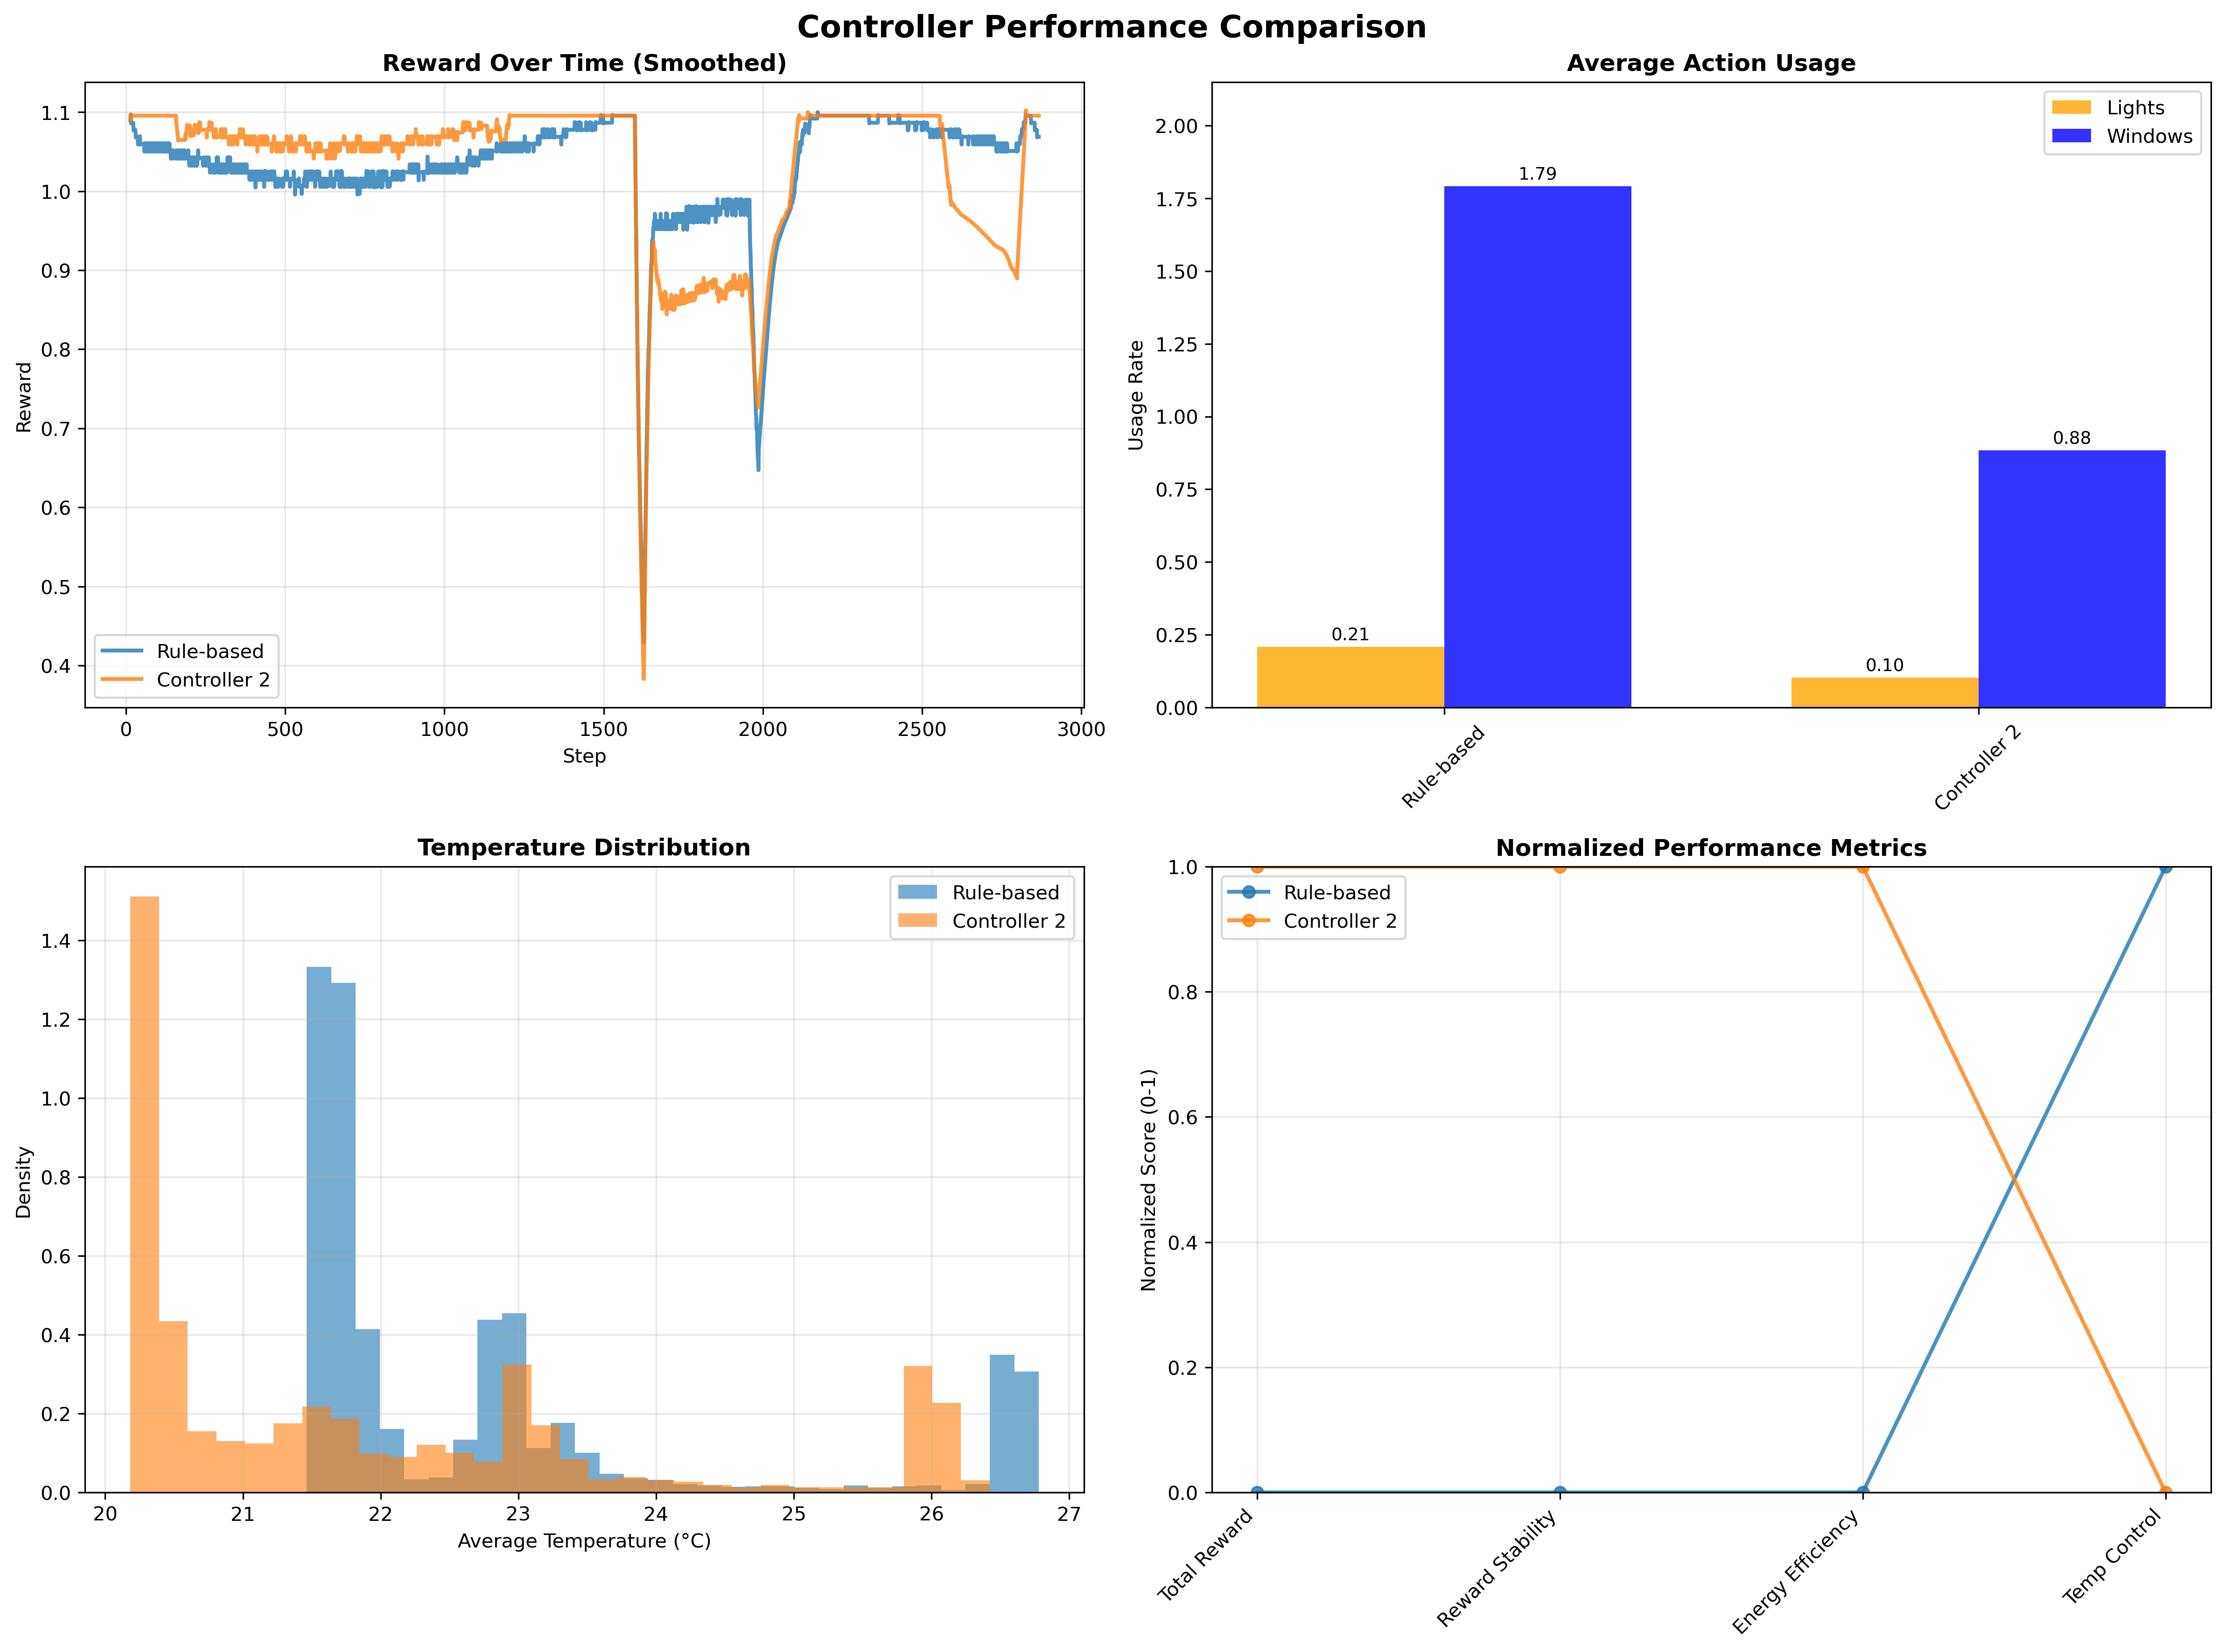 Controller Performance Comparison
Reward Over Time (Smoothed)
1.1
1.0
0.9
0.8
0.7
0.6
0.5
0.4
Reward
Rule-based
Controller 2
0 500 1000 1500 2000 2500 3000
Step
Average Action Usage
Lights
Windows
2.00
1.75
1.50
1.25
1.00
0.75
0.50
0.25
0.00
Usage Rate
0.21
1.79
0.10
0.88
Rule-based
Controller 2
Temperature Distribution
Rule-based
Controller 2
1.4
1.2
1.0
0.8
0.6
0.4
0.2
0.0
Density
20 21 22 23 24 25 26 27
Average Temperature (°C)
Normalized Performance Metrics
Rule-based
Controller 2
1.0
0.8
0.6
0.4
0.2
0.0
Normalized Score (0-1)
Total Reward
Reward Stability
Energy Efficiency
Temp Control